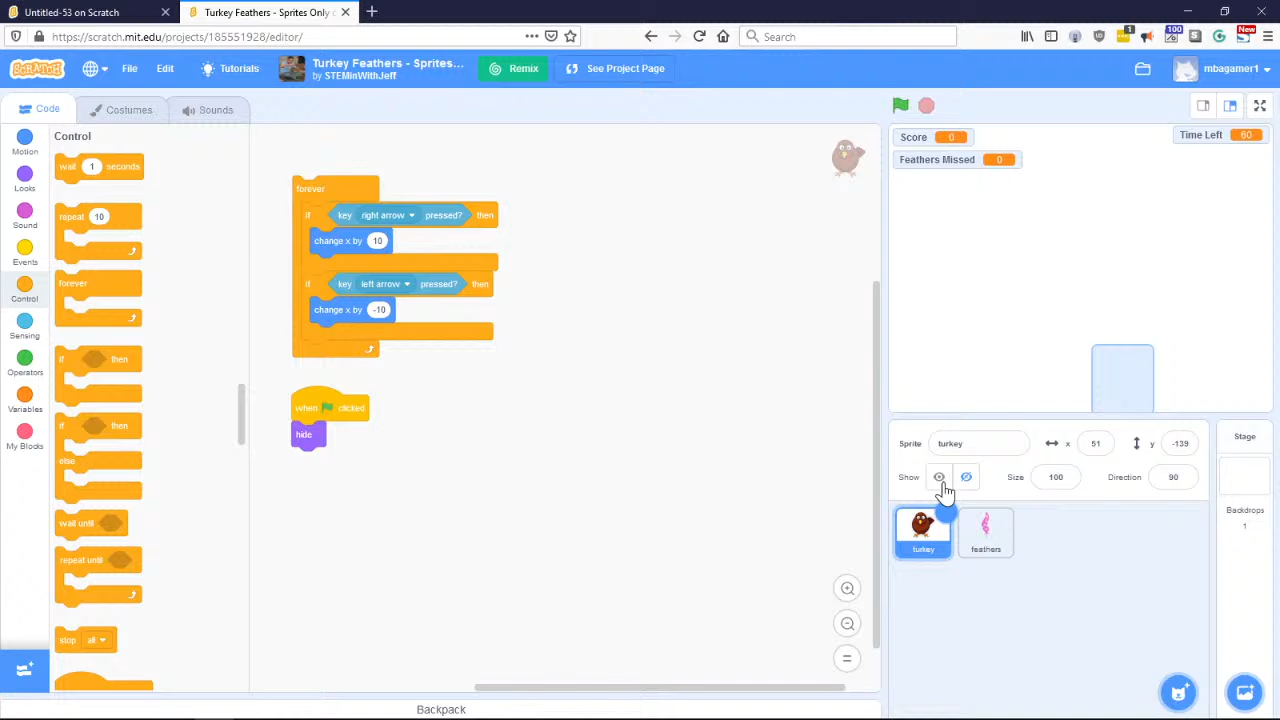 Untitled-53 on Scratch
Turkey Feathers - Sprites Only c
https://scratch.mit.edu/projects/185551928/editor/
Search
1
100
New
SCRATCH
File
Edit
Tutorials
Turkey Feathers - Sprites...
by STEMinWithJeff
Remix
See Project Page
mbagamer1
Code
Costumes
Sounds
Motion
Looks
Sound
Events
Control
Sensing
Operators
Variables
My Blocks
Control
wait 1 seconds
repeat 10
forever
if then
if then
else
wait until
repeat until
stop all
forever
if key right arrow pressed? then
change x by 10
if key left arrow pressed? then
change x by -10
when clicked
hide
Backpack
Score 0
Time Left 60
Feathers Missed 0
Sprite turkey x 51 y -139
Show Size 100 Direction 90
turkey
feathers
Stage
Backdrops
1